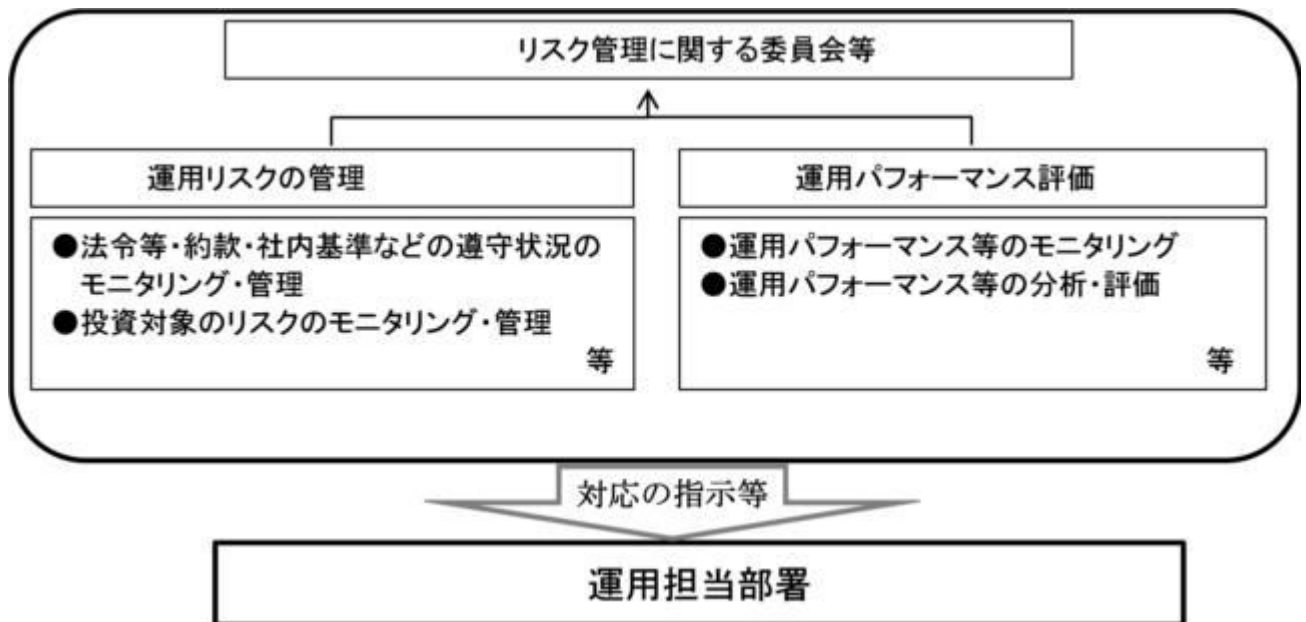 リスク管理に関する委員会等
運用リスクの管理
●法令等・約款・社内基準などの遵守状況の
モニタリング・管理
●投資対象のリスクのモニタリング・管理
等
運用パフォーマンス評価
●運用パフォーマンス等のモニタリング
●運用パフォーマンス等の分析・評価
等
対応の指示等
運用担当部署